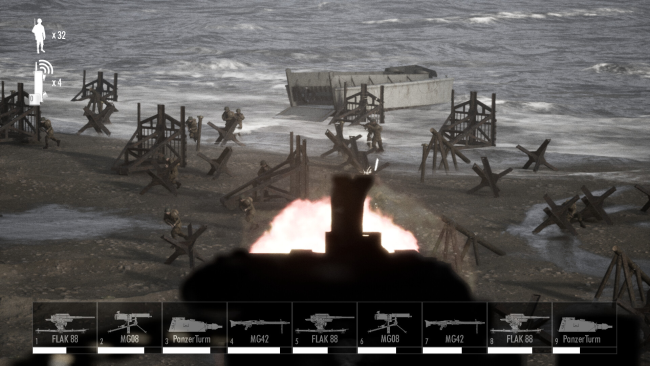 x 32
x 4
1 FLAK 88
2 MG08
3 PanzerTurm
4 MG42
5 FLAK 88
6 MG08
7 MG42
8 FLAK 88
9 PanzerTurm